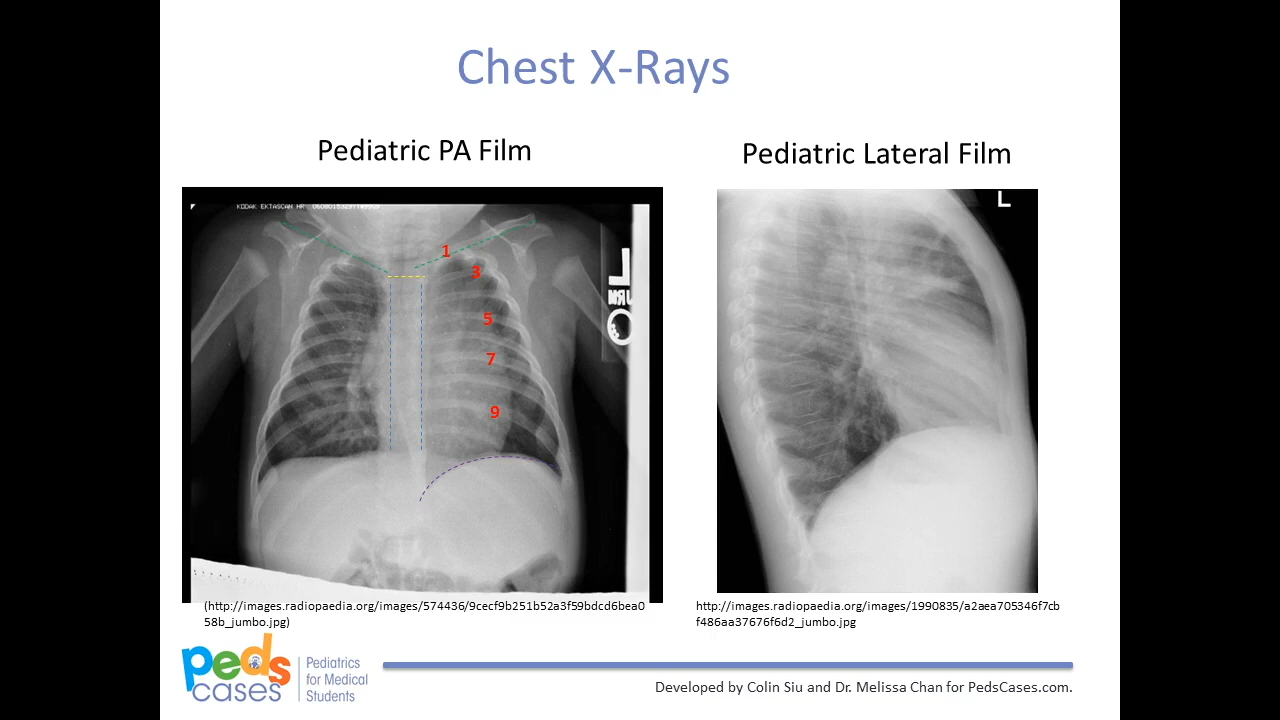 Chest X-Rays
Pediatric PA Film
Pediatric Lateral Film
L
1
3
5
7
9
L
(http://images.radiopaedia.org/images/574436/9cecf9b251b52a3f59bdcd6bea0
58b_jumbo.jpg)
http://images.radiopaedia.org/images/1990835/a2aea705346f7cb
f486aa37676f6d2_jumbo.jpg
peds
cases
Pediatrics
for Medical
Students
Developed by Colin Siu and Dr. Melissa Chan for PedsCases.com.